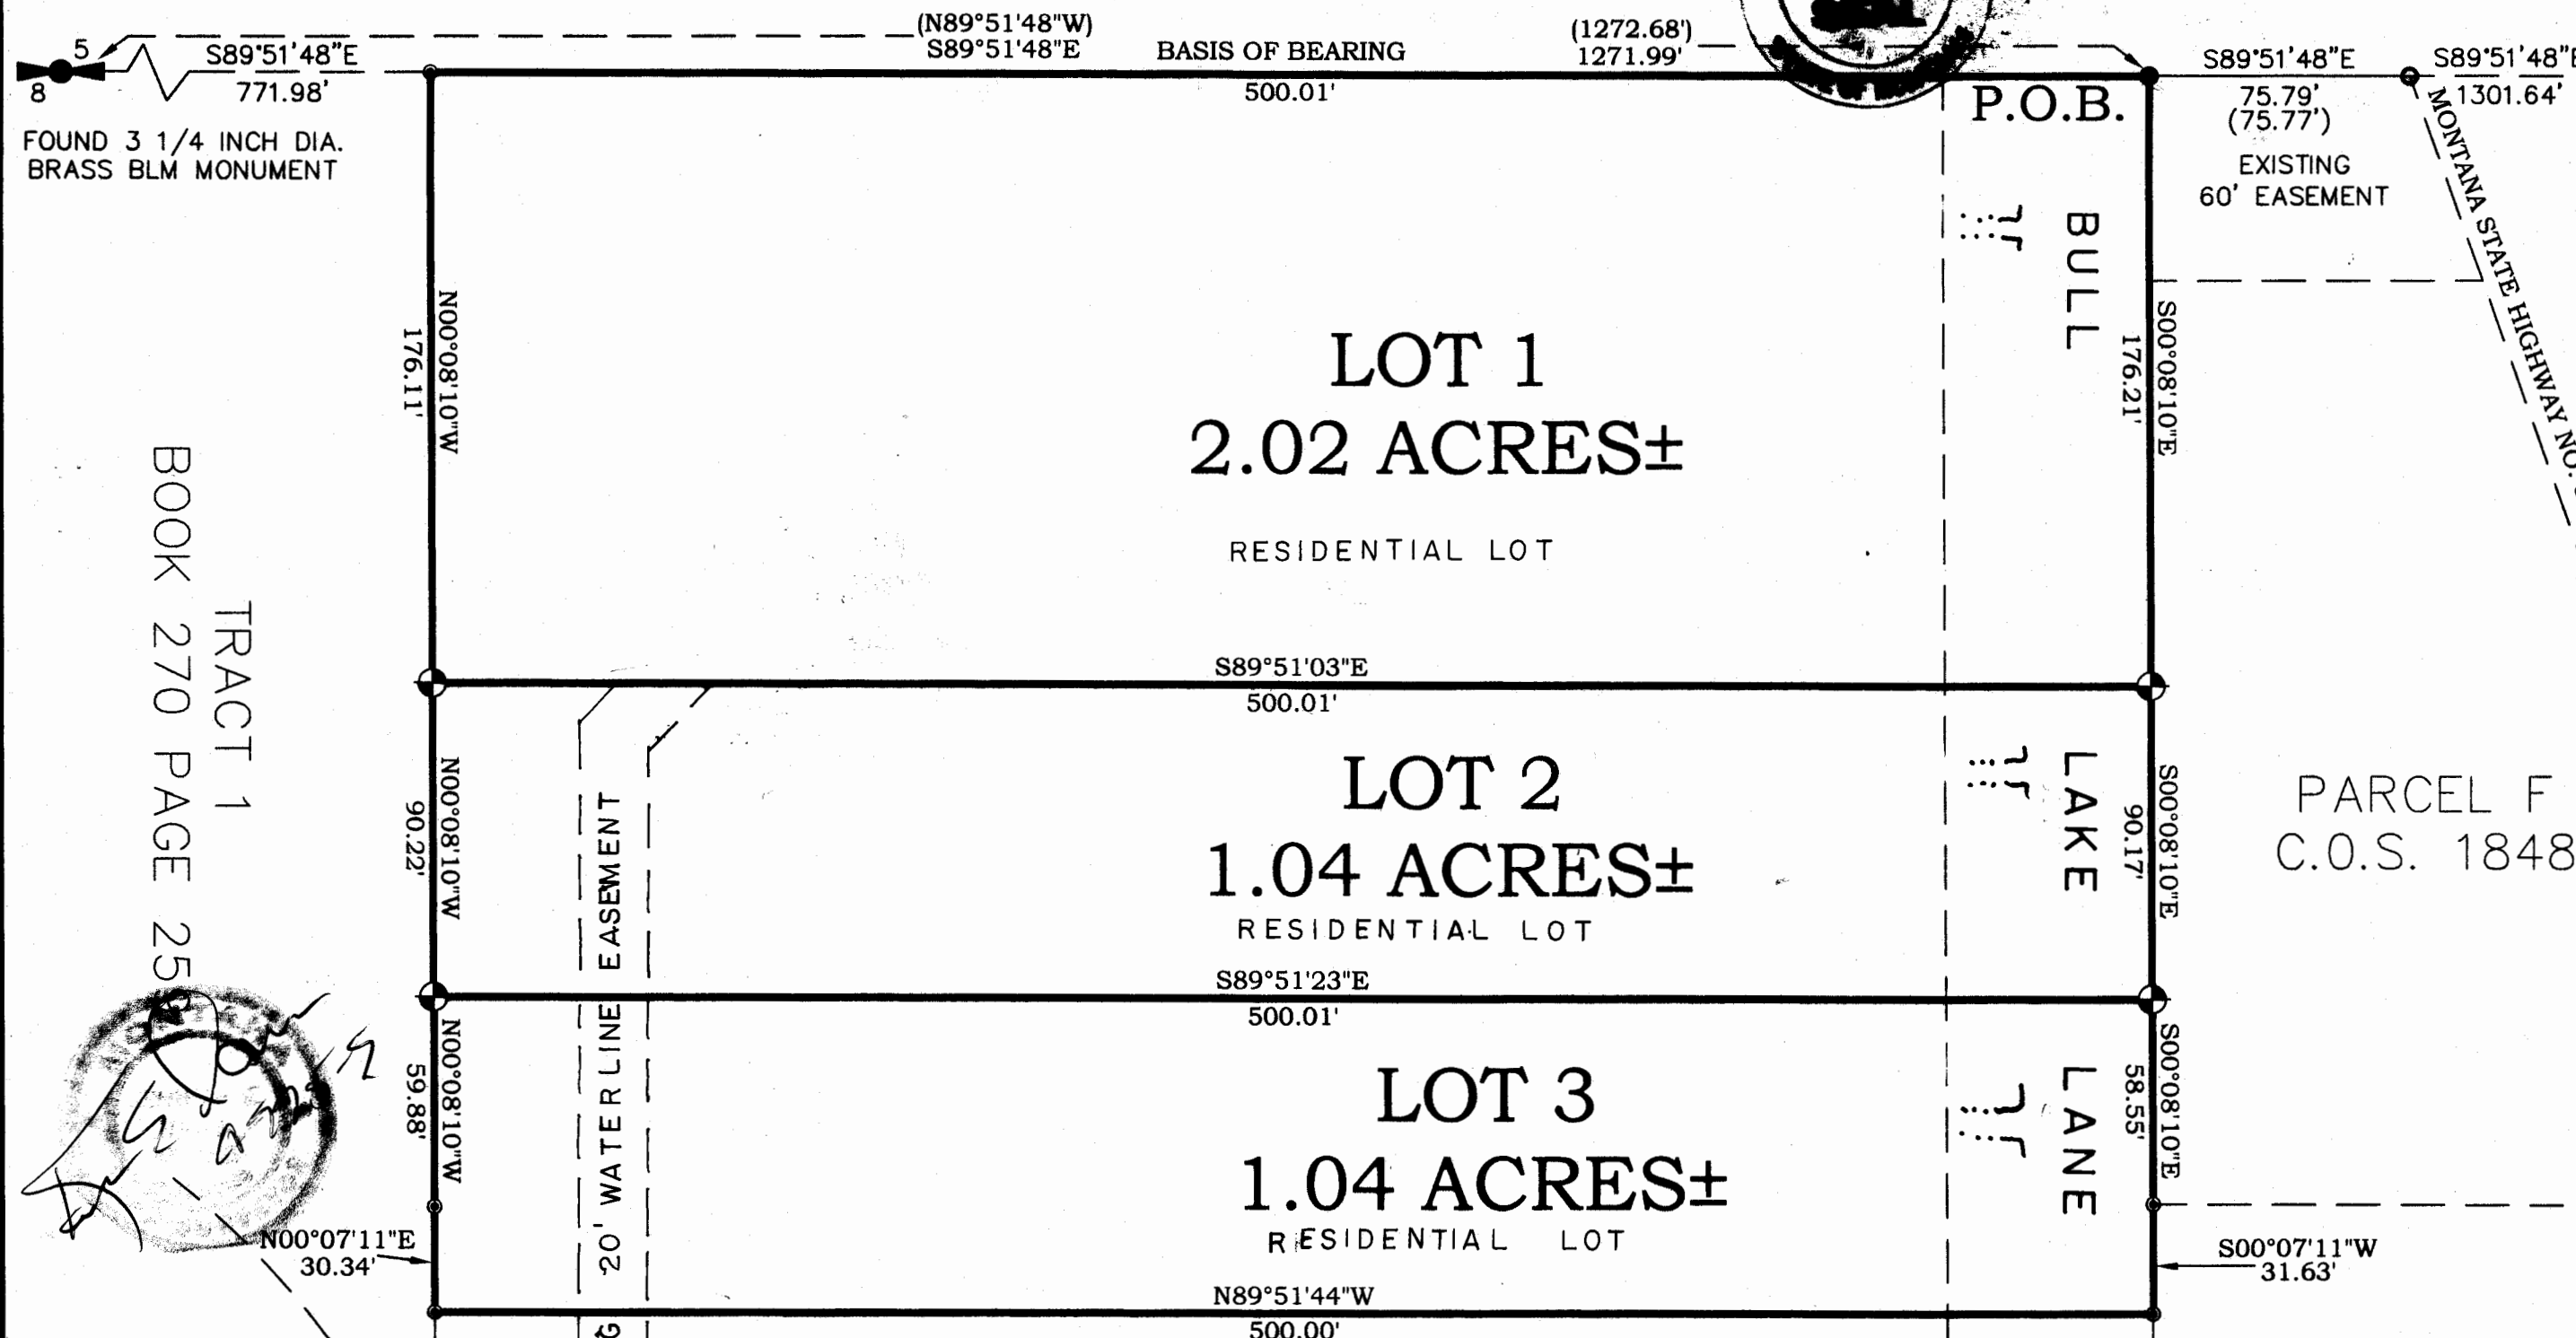 (N89°51'48"W)
S89°51'48"E
BASIS OF BEARING
(1272.68')
1271.99'
5
8
S89°51'48"E
771.98'
500.01'
P.O.B.
S89°51'48"E
75.79'
(75.77')
EXISTING
60' EASEMENT
S89°51'48"E
1301.64'
MONTANA STATE HIGHWAY NO.
FOUND 3 1/4 INCH DIA.
BRASS BLM MONUMENT
N00°08'10"W
176.11'
LOT 1
2.02 ACRES±
RESIDENTIAL LOT
BULL
S00°08'10"E
176.21'
TRACT 1
BOOK 270 PAGE 25
S89°51'03"E
500.01'
N00°08'10"W
90.22'
20' WATERLINE EASEMENT
LOT 2
1.04 ACRES±
RESIDENTIAL LOT
LAKE
S00°08'10"E
90.17'
PARCEL F
C.O.S. 1848
S89°51'23"E
500.01'
N00°08'10"W
59.88'
LOT 3
1.04 ACRES±
RESIDENTIAL LOT
LANE
S00°08'10"E
58.55'
N00°07'11"E
30.34'
S00°07'11"W
31.63'
N89°51'44"W
500.00'